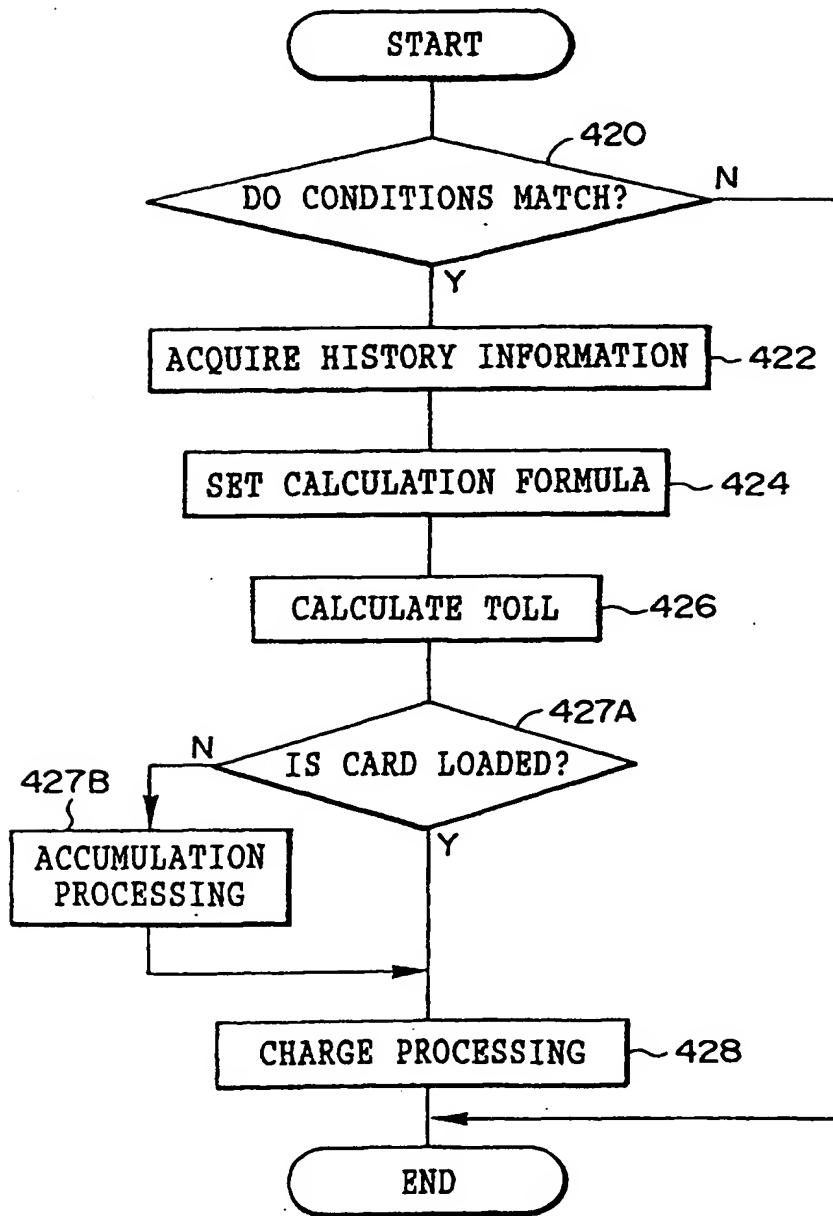 START
420
DO CONDITIONS MATCH?
N
Y
ACQUIRE HISTORY INFORMATION
422
SET CALCULATION FORMULA
424
CALCULATE TOLL
426
427A
N
IS CARD LOADED?
427B
Y
ACCUMULATION
PROCESSING
CHARGE PROCESSING
428
END